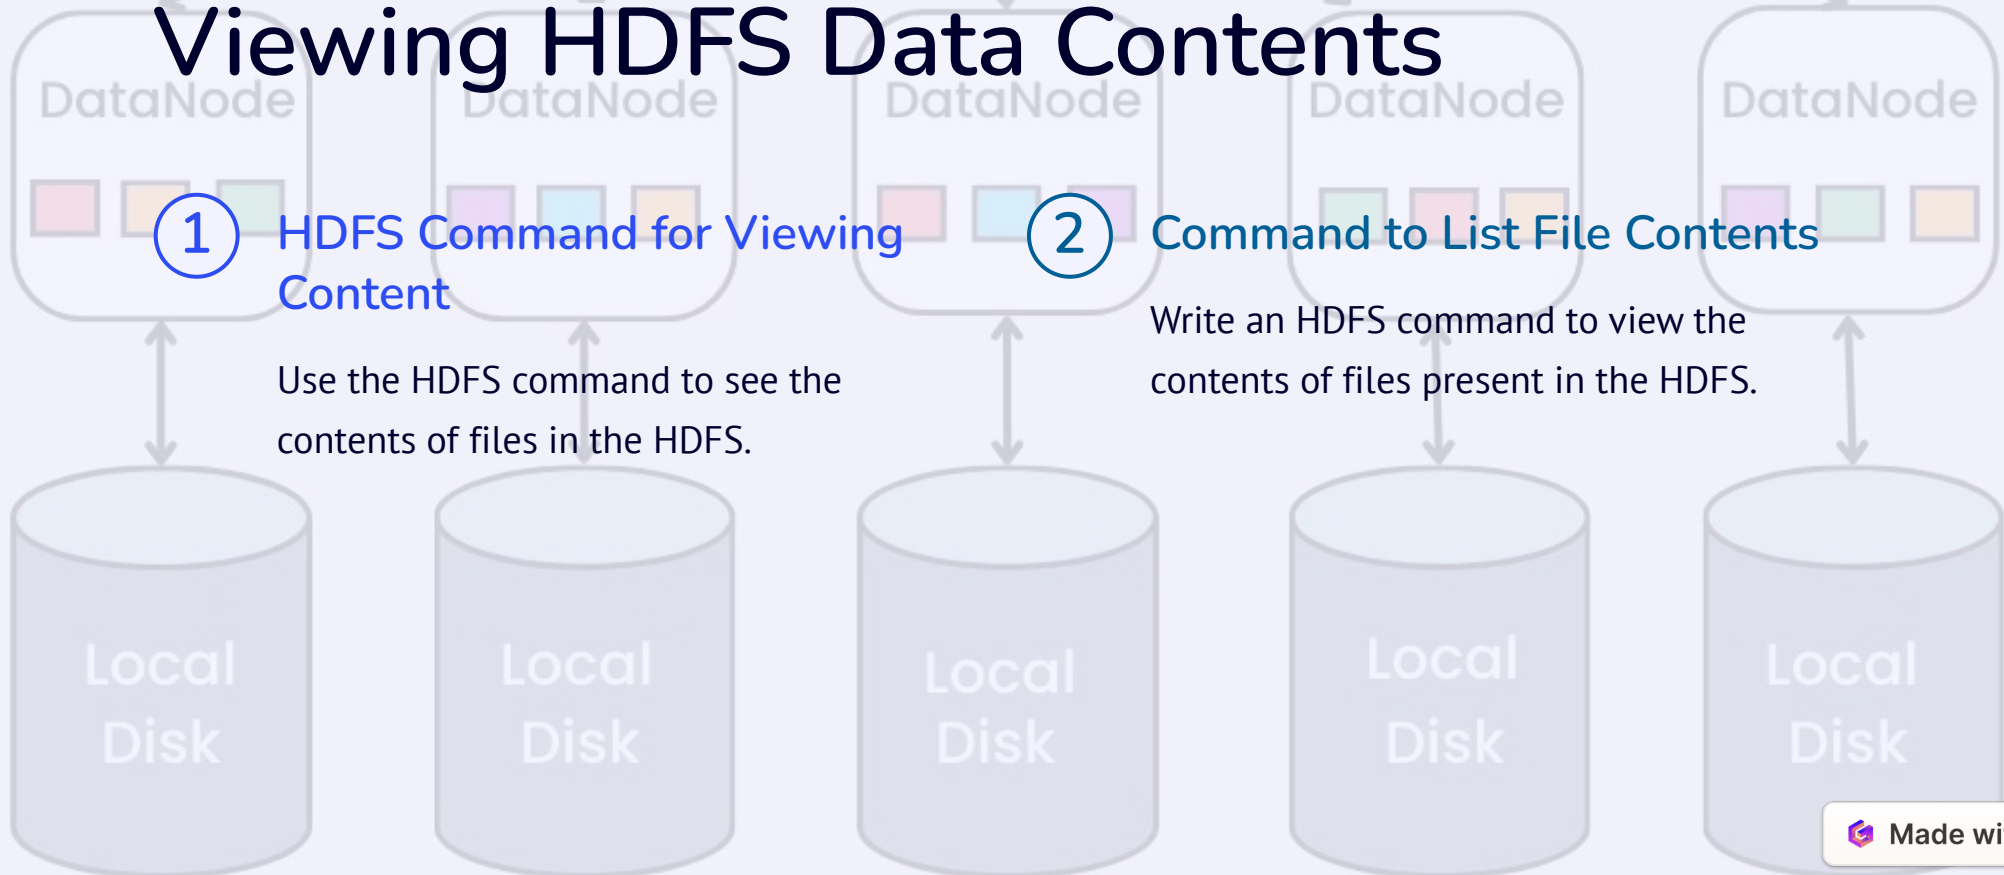 Viewing HDFS Data Contents
DataNode
DataNode
DataNode
DataNode
DataNode
1
HDFS Command for Viewing
Content
Use the HDFS command to see the
contents of files in the HDFS.
2
Command to List File Contents
Write an HDFS command to view the
contents of files present in the HDFS.
Local
Disk
Local
Disk
Local
Disk
Local
Disk
Local
Disk
Made